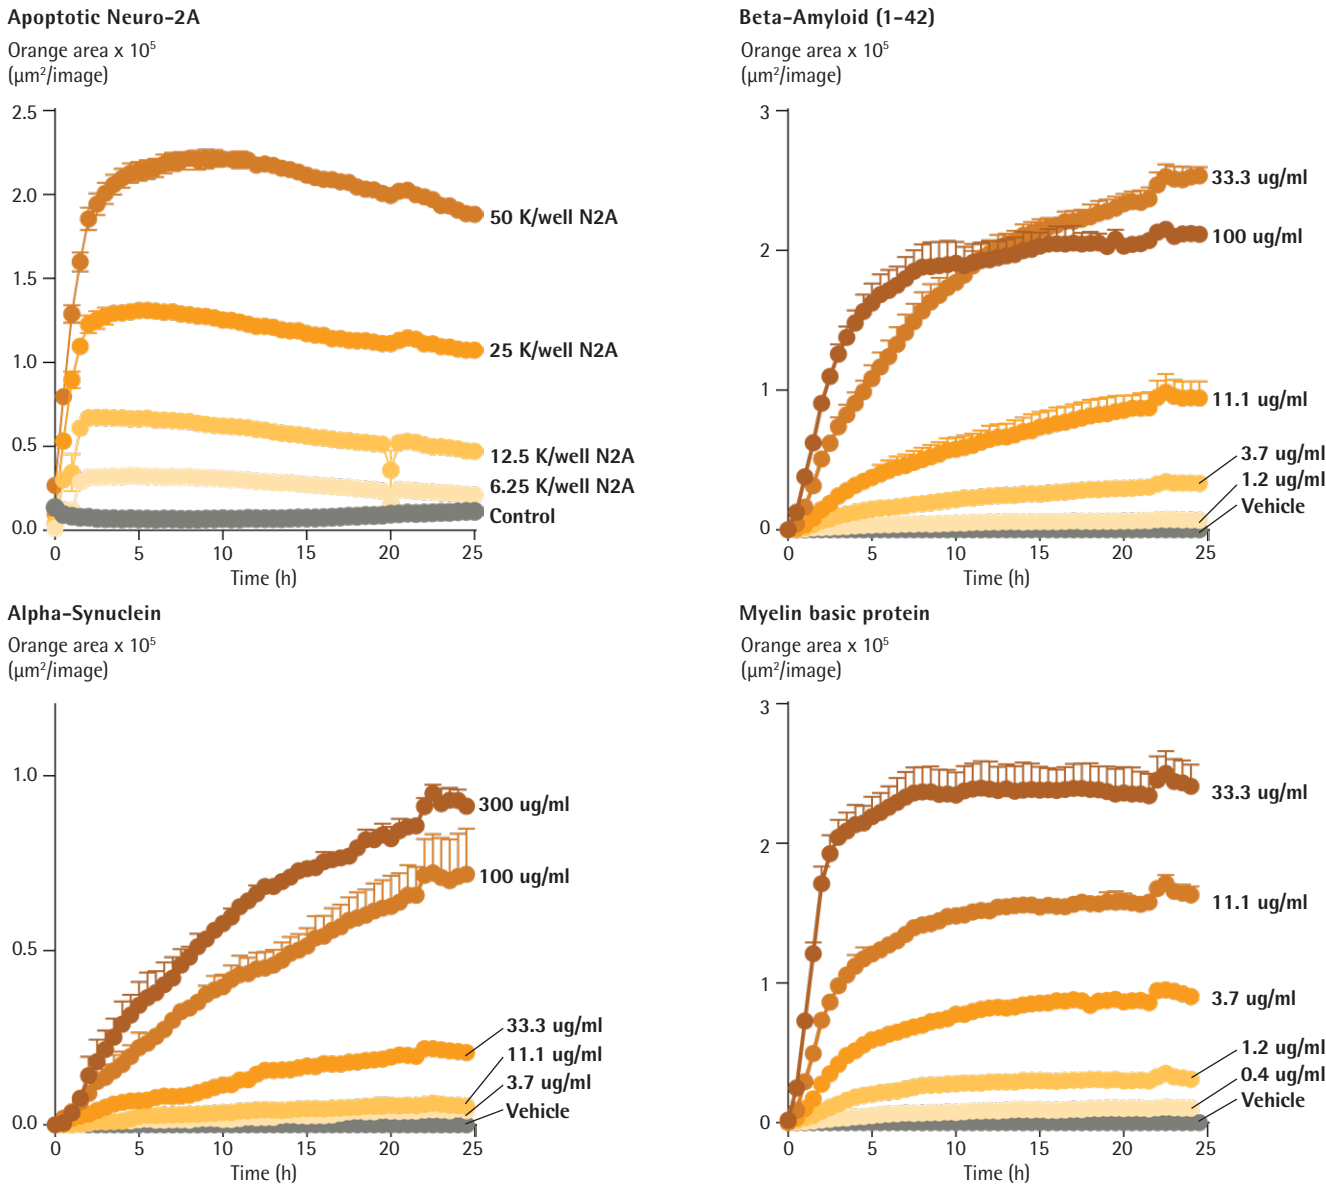 Apoptotic Neuro-2A
Orange area x 10⁵
(µm²/image)
2.5
2.0
1.5
1.0
0.5
0.0
50 K/well N2A
25 K/well N2A
12.5 K/well N2A
6.25 K/well N2A
Control
0 5 10 15 20 25
Time (h)
Beta-Amyloid (1-42)
Orange area x 10⁵
(µm²/image)
3
2
1
0
33.3 ug/ml
100 ug/ml
11.1 ug/ml
3.7 ug/ml
1.2 ug/ml
Vehicle
0 5 10 15 20 25
Time (h)
Alpha-Synuclein
Orange area x 10⁵
(µm²/image)
1.0
0.5
0.0
300 ug/ml
100 ug/ml
33.3 ug/ml
11.1 ug/ml
3.7 ug/ml
Vehicle
0 5 10 15 20 25
Time (h)
Myelin basic protein
Orange area x 10⁵
(µm²/image)
3
2
1
0
33.3 ug/ml
11.1 ug/ml
3.7 ug/ml
1.2 ug/ml
0.4 ug/ml
Vehicle
0 5 10 15 20 25
Time (h)